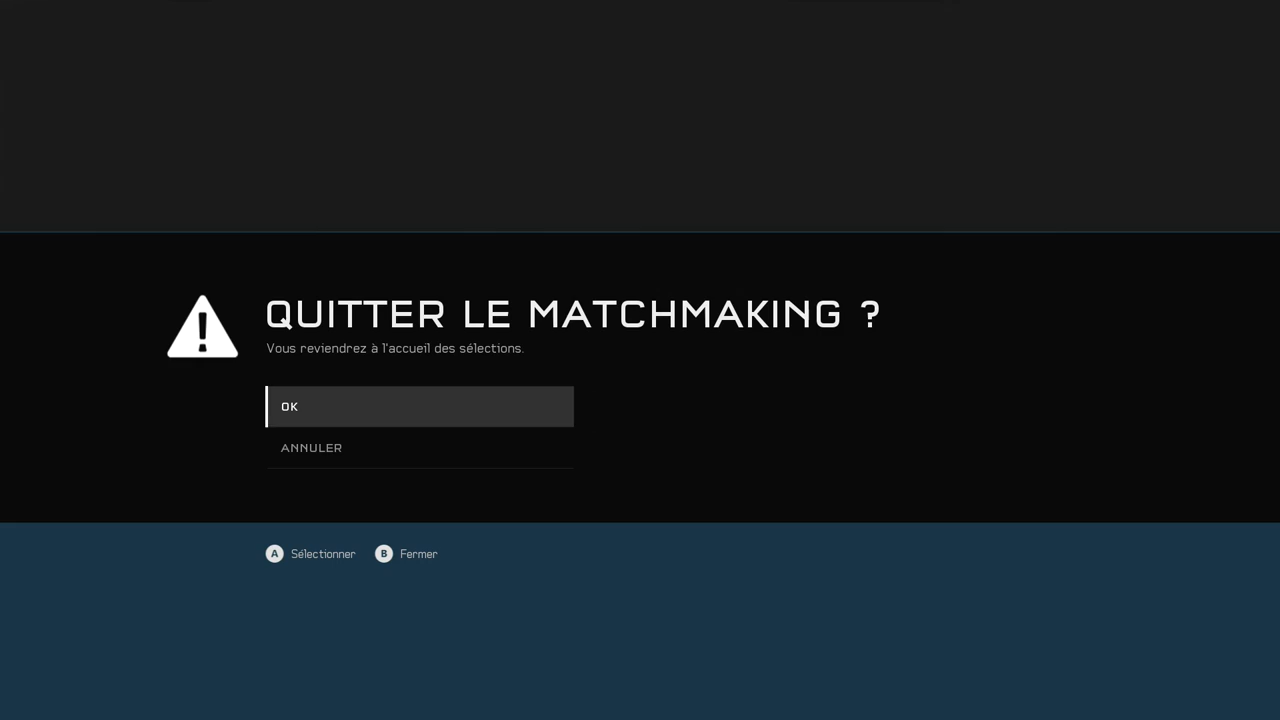 QUITTER LE MATCHMAKING ?
Vous reviendrez à l'accueil des sélections.
OK
ANNULER
A Sélectionner B Fermer